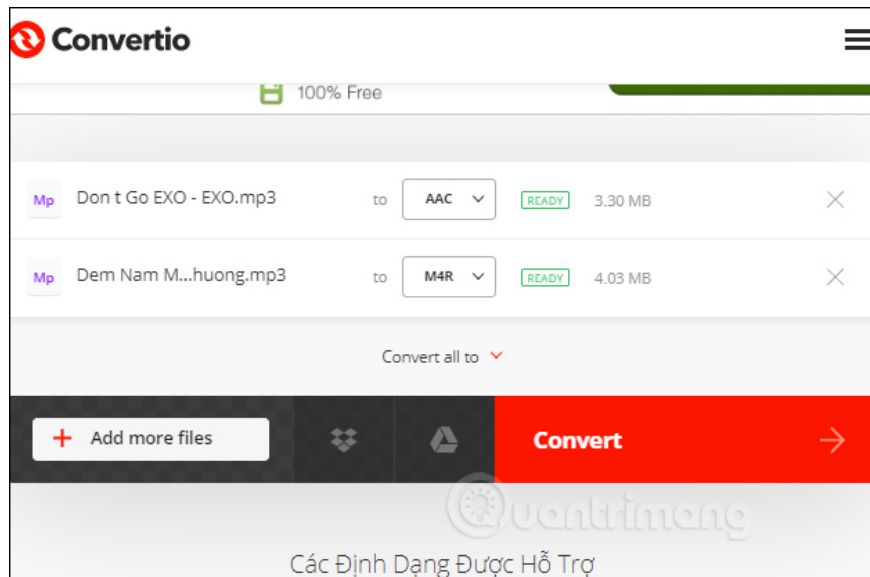 Convertio
100% Free
Mp Don t Go EXO - EXO.mp3 to AAC READY 3.30 MB
Mp Dem Nam M...huong.mp3 to M4R READY 4.03 MB
Convert all to
Add more files Convert
Quantrimang
Các Định Dạng Được Hỗ Trợ